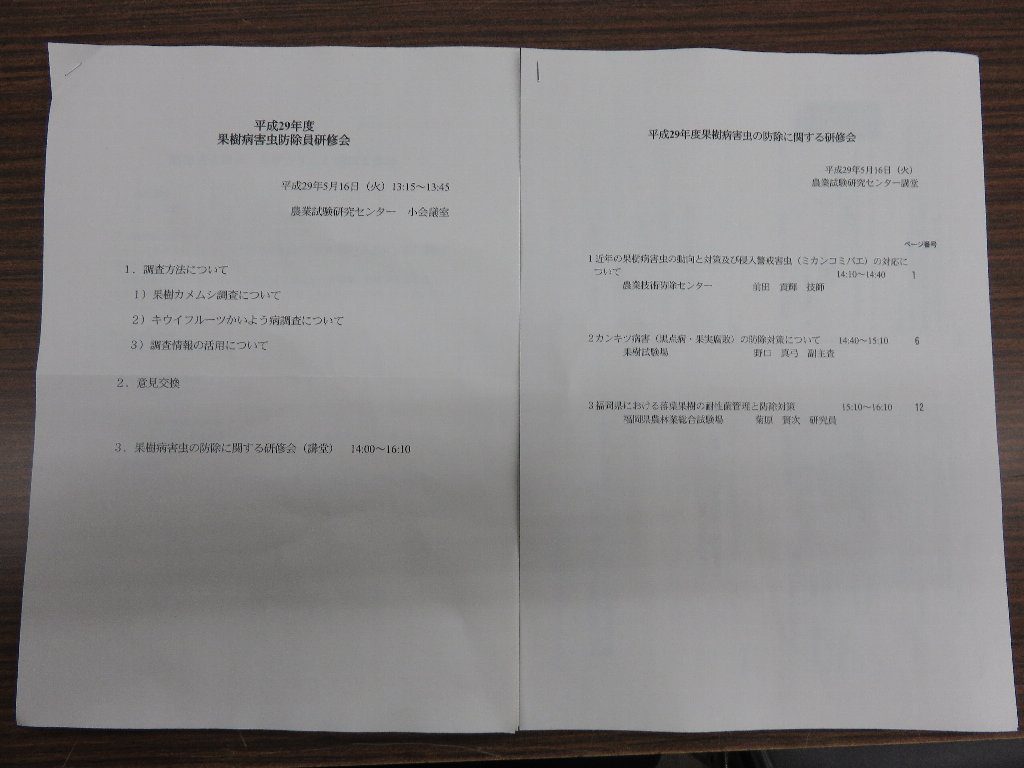 平成29年度
果樹病害虫防除員研修会
平成29年5月16日（火）13:15～13:45
農業試験研究センター　小会議室
１．調査方法について
１）果樹カメムシ調査について
２）キウイフルーツかいよう病調査について
３）調査情報の活用について
２．意見交換
３．果樹病害虫の防除に関する研修会（講堂）　14:00～16:10
平成29年度果樹病害虫の防除に関する研修会
平成29年5月16日（火）
農業試験研究センター講堂
ページ番号
1 近年の果樹病害虫の動向と対策及び侵入警戒害虫（ミカンコミバエ）の対応に
ついて　14:10～14:40　1
農業技術防除センター　前田　貢輝　技師
2 カンキツ病害（黒点病・果実腐敗）の防除対策について　14:40～15:10　6
果樹試験場　野口　真弓　副主査
3 福岡県における落葉果樹の耐性菌管理と防除対策　15:10～16:10　12
福岡県農林業総合試験場　菊原　賢次　研究員